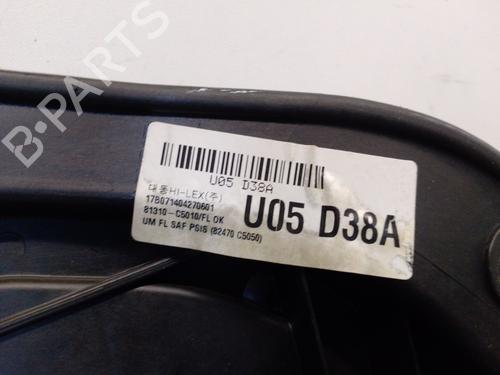 B-PARTS
U05 D38A
대동HI-LEX(주)
17B071404270601
81310-C5010/FL OK
UM FL SAF PSIS (82470 C5050)
U05 D38A